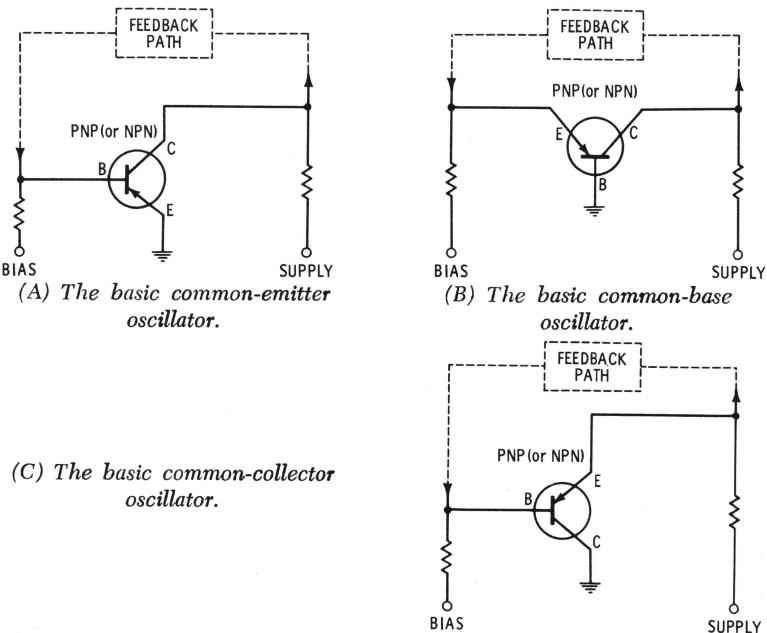 FEEDBACK
PATH
PNP(or NPN)
C
B
E
BIAS
SUPPLY
(A) The basic common-emitter
oscillator.
FEEDBACK
PATH
PNP(or NPN)
E
C
B
BIAS
SUPPLY
(B) The basic common-base
oscillator.
FEEDBACK
PATH
PNP(or NPN)
E
B
C
BIAS
SUPPLY
(C) The basic common-collector
oscillator.